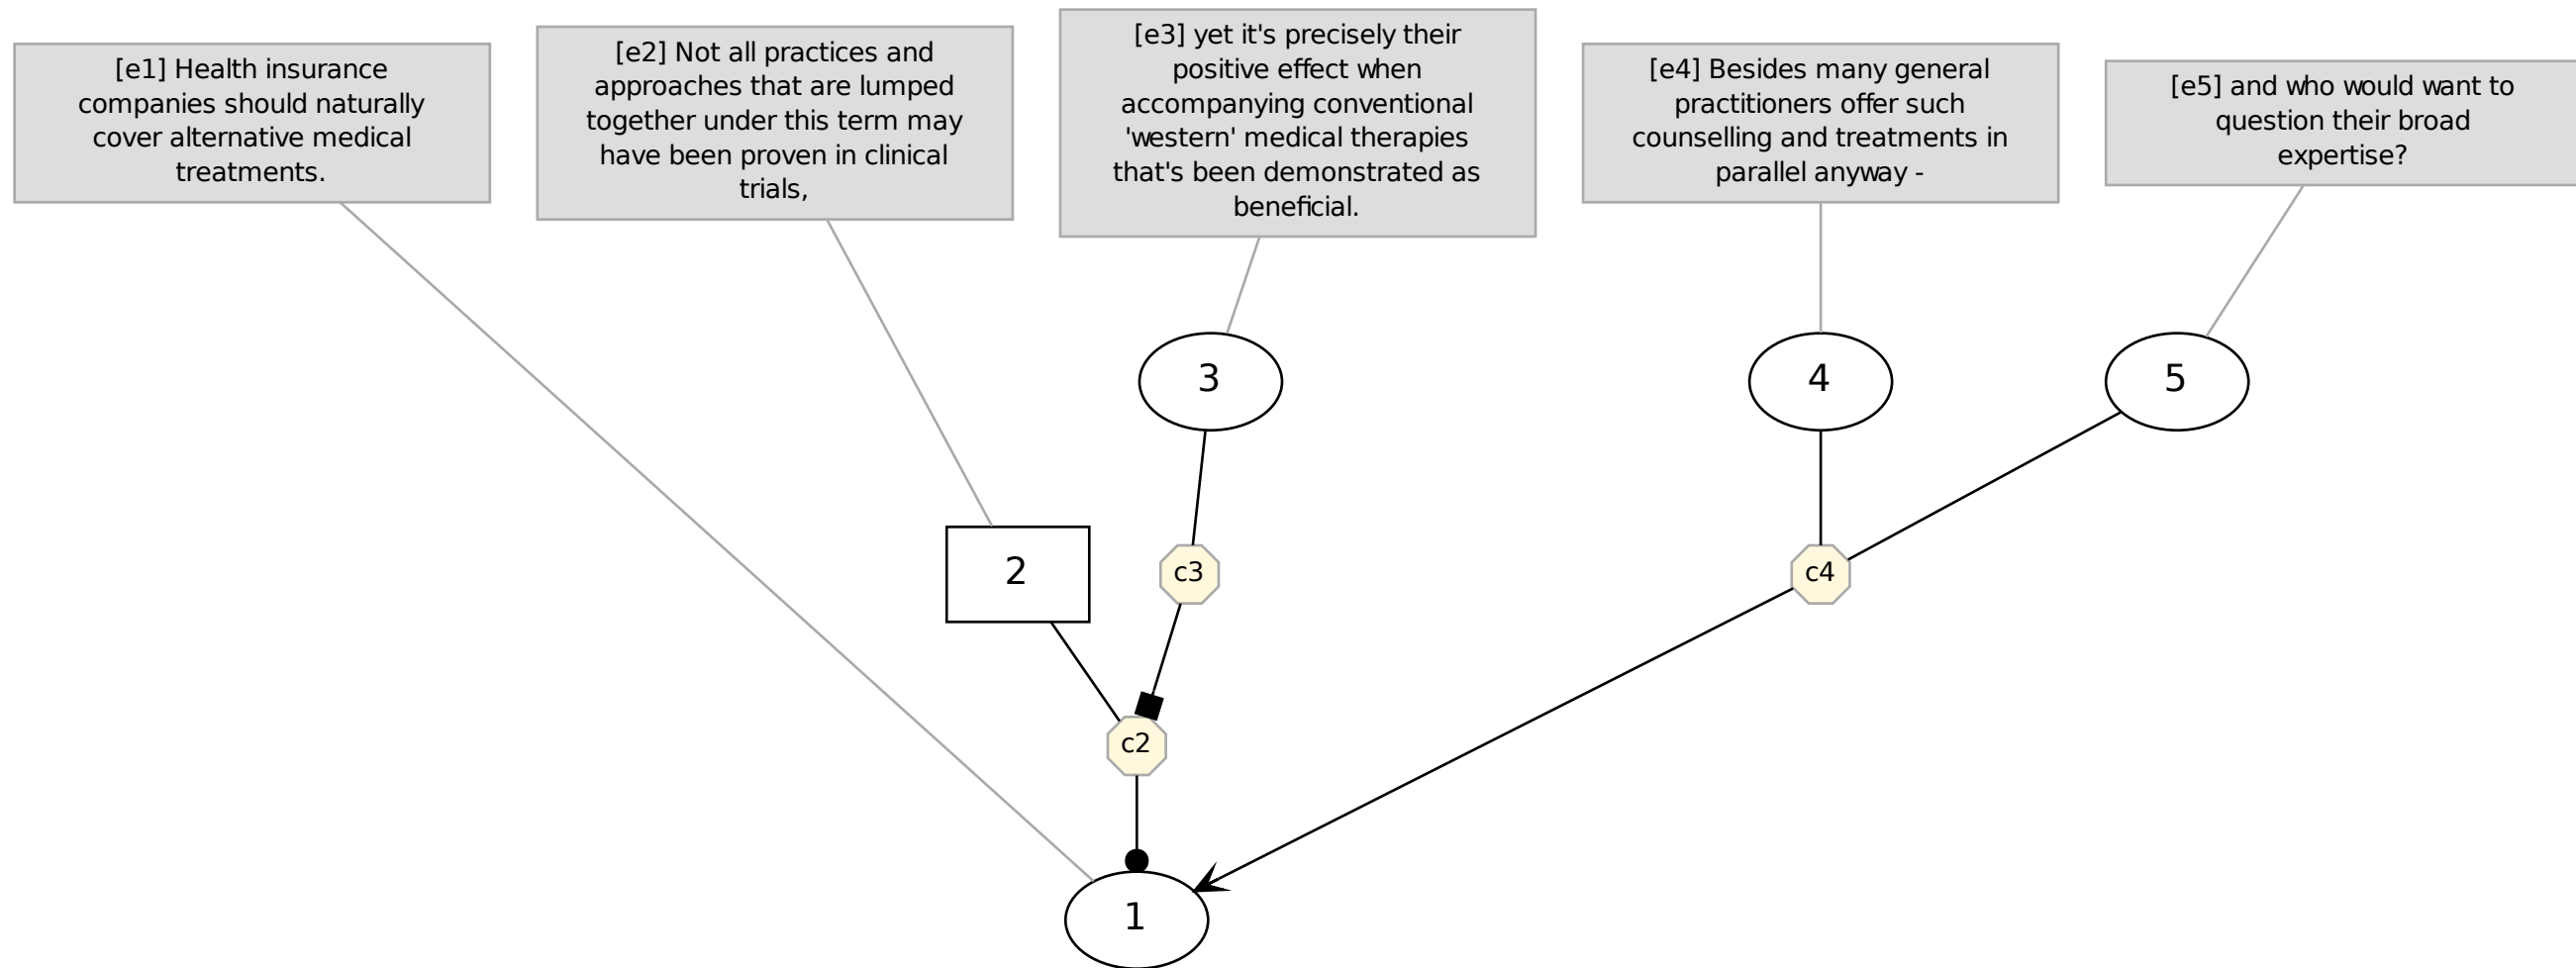 [e1] Health insurance
companies should naturally
cover alternative medical
treatments.
[e2] Not all practices and
approaches that are lumped
together under this term may
have been proven in clinical
trials,
[e3] yet it's precisely their
positive effect when
accompanying conventional
'western' medical therapies
that's been demonstrated as
beneficial.
[e4] Besides many general
practitioners offer such
counselling and treatments in
parallel anyway -
[e5] and who would want to
question their broad
expertise?
3
4
5
2
c3
c4
c2
1